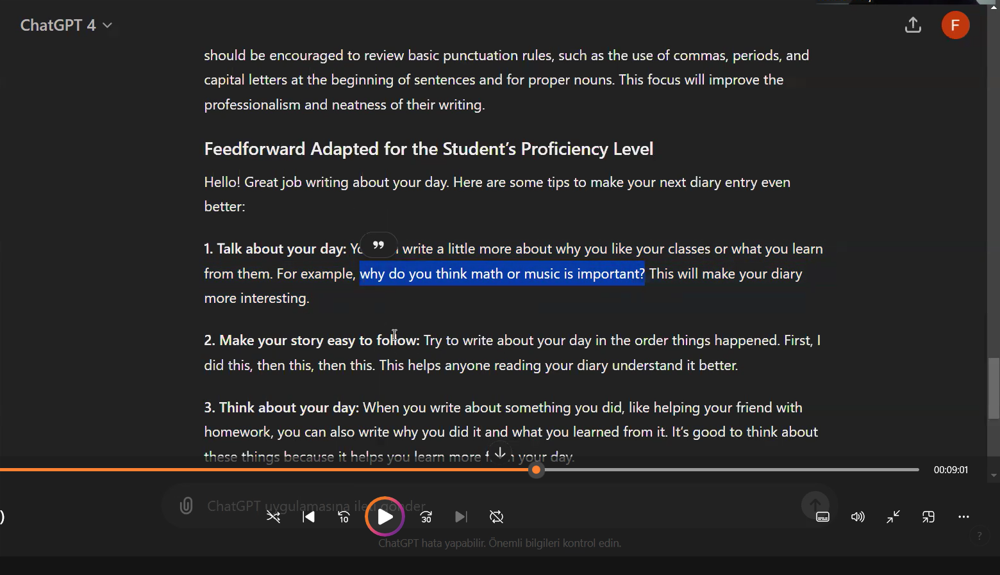 ChatGPT 4
F
should be encouraged to review basic punctuation rules, such as the use of commas, periods, and
capital letters at the beginning of sentences and for proper nouns. This focus will improve the
professionalism and neatness of their writing.
Feedforward Adapted for the Student's Proficiency Level
Hello! Great job writing about your day. Here are some tips to make your next diary entry even
better:
1. Talk about your day: write a little more about why you like your classes or what you learn
from them. For example, why do you think math or music is important? This will make your diary
more interesting.
2. Make your story easy to follow: Try to write about your day in the order things happened. First, I
did this, then this, then this. This helps anyone reading your diary understand it better.
3. Think about your day: When you write about something you did, like helping your friend with
homework, you can also write why you did it and what you learned from it. It's good to think about
these things because it helps you learn more your day.
00:09:01
ChatGPT uygulamasına ileti gönder
10
30
ChatGPT hata yapabilir. Önemli bilgileri kontrol edin.
?